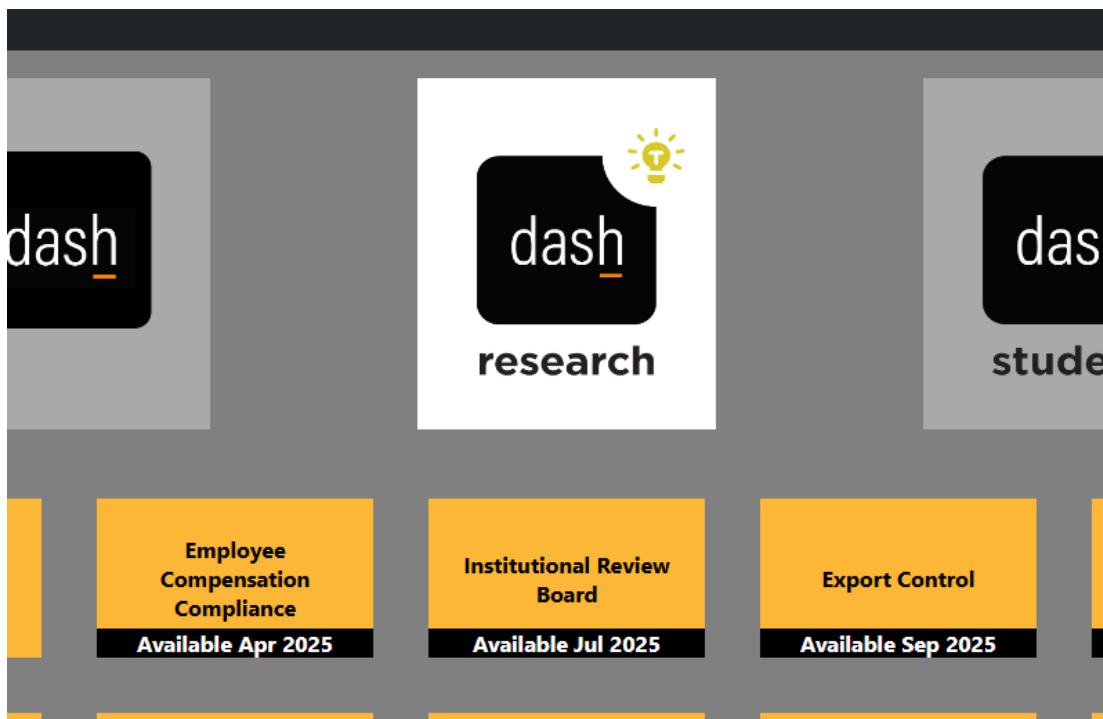 dash
dash
research
das
stude
Employee
Compensation
Compliance
Available Apr 2025
Institutional Review
Board
Available Jul 2025
Export Control
Available Sep 2025